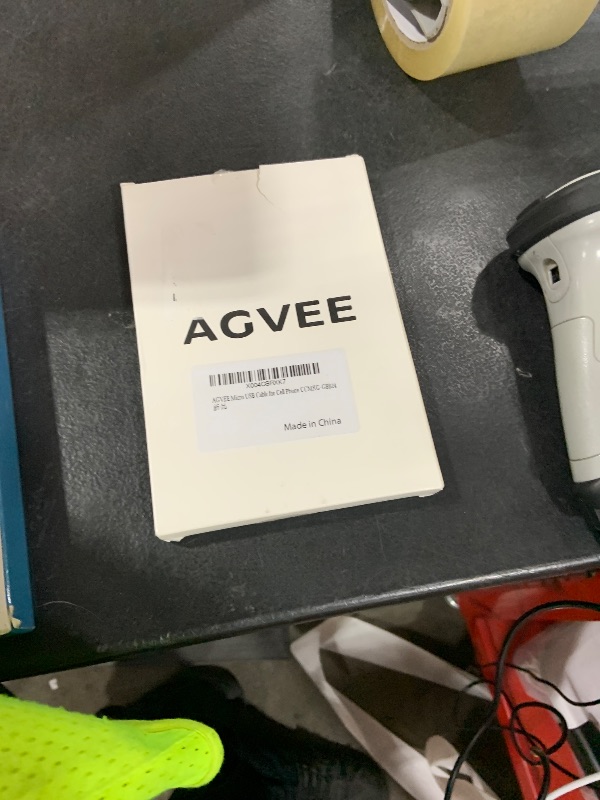 AGVEE
AGVEE Micro USB Cable for Cell Phone
Made in China